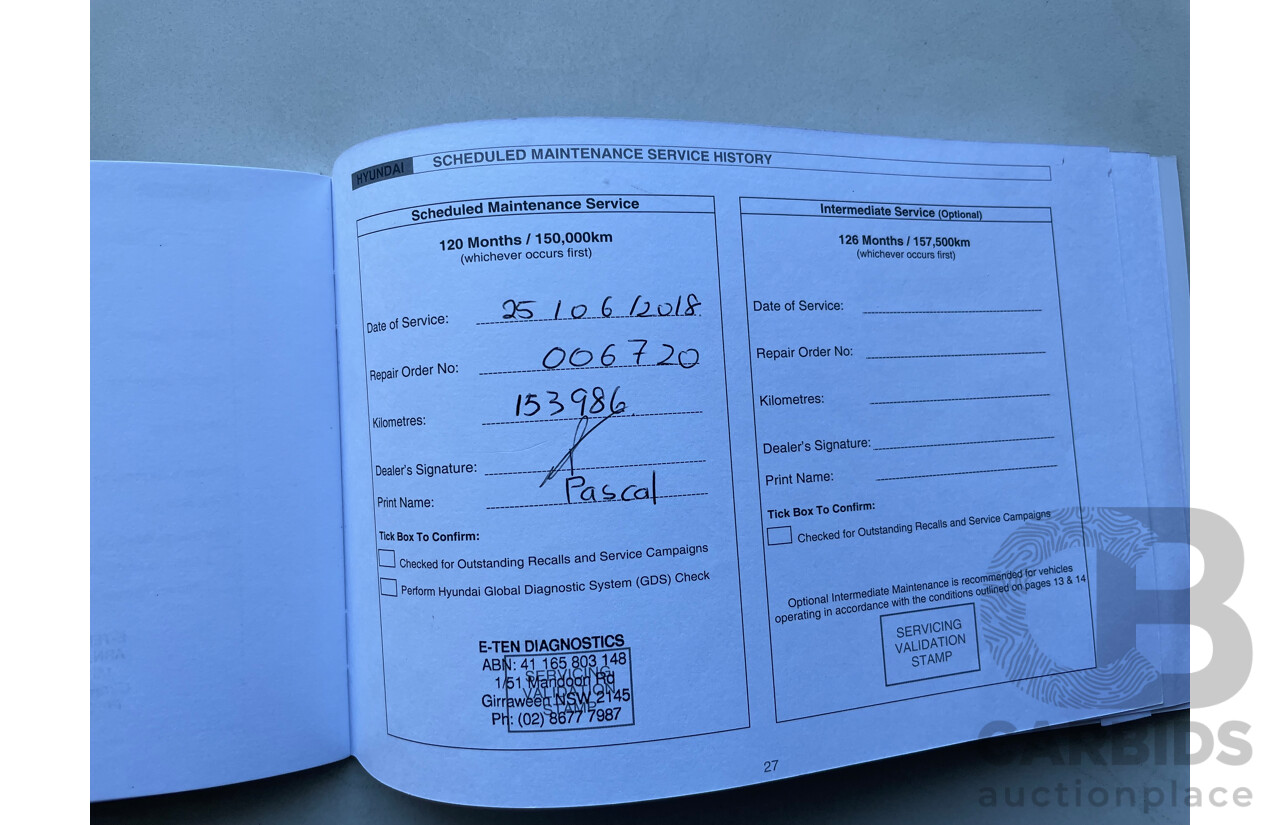 HYUNDAI SCHEDULED MAINTENANCE SERVICE HISTORY
Scheduled Maintenance Service
120 Months / 150,000km
(whichever occurs first)
Date of Service: 25/06/2018
Repair Order No: 006720
Kilometres: 153986.
Dealer's Signature:
Print Name: Pascal
Tick Box To Confirm:
Checked for Outstanding Recalls and Service Campaigns
Perform Hyundai Global Diagnostic System (GDS) Check
E-TEN DIAGNOSTICS
ABN: 41 165 803 148
1/51 Mandoon Rd
Girraween NSW 2145
Ph: (02) 8677 7987
SERVICING
VALIDATION
STAMP
Intermediate Service (Optional)
126 Months / 157,500km
(whichever occurs first)
Date of Service:
Repair Order No:
Kilometres:
Dealer's Signature:
Print Name:
Tick Box To Confirm:
Checked for Outstanding Recalls and Service Campaigns
Optional Intermediate Maintenance is recommended for vehicles
operating in accordance with the conditions outlined on pages 13 & 14
SERVICING
VALIDATION
STAMP
27
CARBIDS
auctionplace